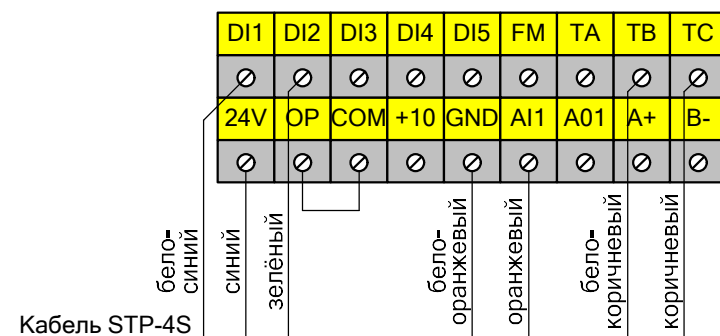 DI1 DI2 DI3 DI4 DI5 FM TA TB TC
24V OP COM +10 GND AI1 A01 A+ B-
бело-
синий
синий
зелёный
бело-
оранжевый
оранжевый
бело-
коричневый
коричневый
Кабель STP-4S